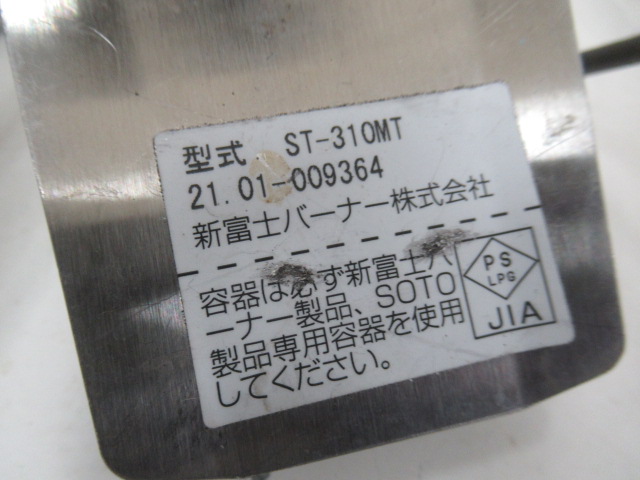 型式 ST-310MT
21.01-009364
新富士バーナー株式会社
容器は必ず新富士バ
ーナー製品、SOTO
製品専用容器を使用
してください。
PS
LPG
JIA